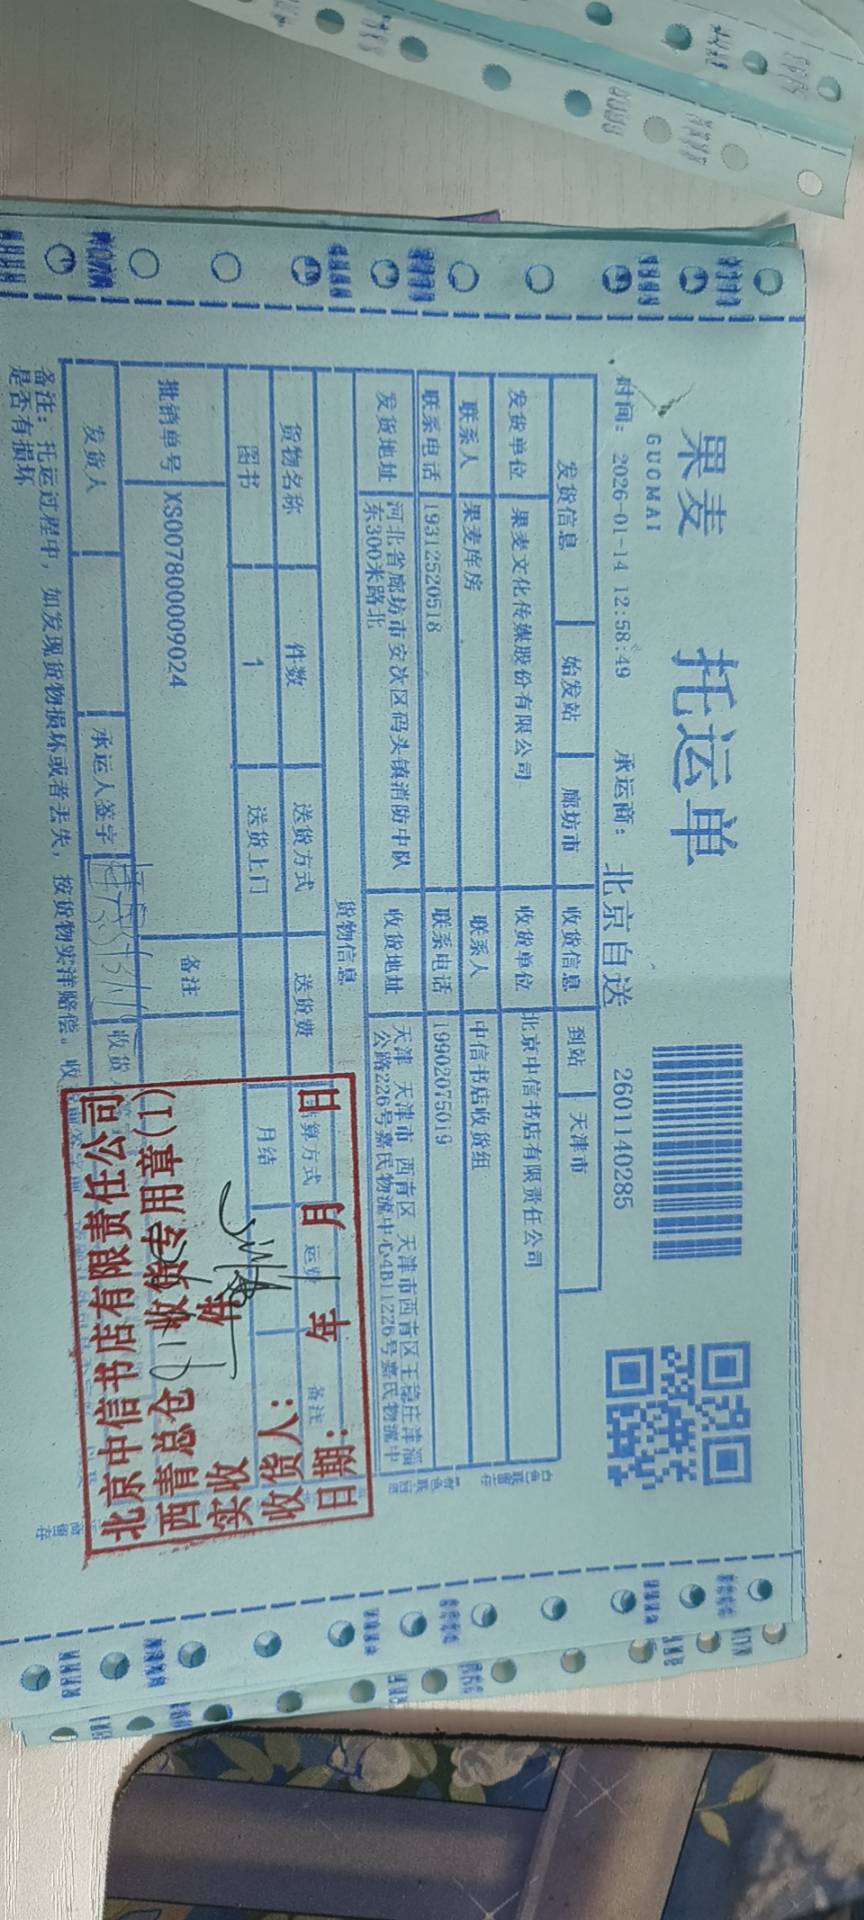 果麦
GUOMAI
托运单
时间: 2026-01-14 12:58:49 承运商: 北京自送 2601140285
发货信息 始发站 廊坊市 收货信息 到站 天津市
发货单位 果麦文化传媒股份有限公司 收货单位 北京中信书店有限责任公司
联系人 果麦库房 联系人 中信书店收货组
联系电话 19312520518 联系电话 19902075019
发货地址 河北省廊坊市安次区码头镇消防中队
东300米路北
收货地址 天津 天津市 西青区 天津市西青区王稳庄津淄
公路226号嘉民物流中心4B11226号嘉民物流中
货物信息
货物名称 件数 送货方式 送货费 结算方式 运费 备注
图书 1 送货上门 月结
批销单号 XS007800009024 备注
发货人 承运人签字 收货
备注: 托运过程中, 如发现货物损坏或者丢失, 按货物实洋赔偿。收
是否有损坏
北京中信书店有限责任公司
西青总仓 收货专用章(1)
实收 件
收货人:
日期: 年 月 日